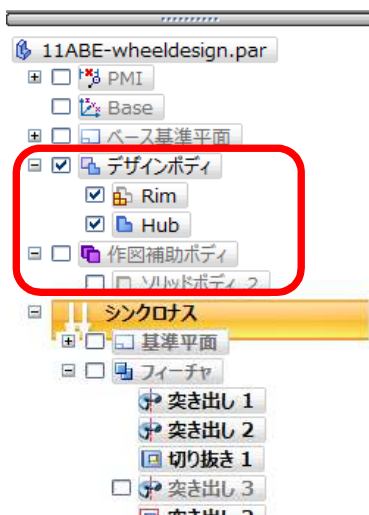 11ABE-wheeldesign.par
PMI
Base
ベース基準平面
デザインボディ
Rim
Hub
作図補助ボディ
ソリッドボディ_2
シンクロナス
基準平面
フィーチャ
突き出し 1
突き出し 2
切り抜き 1
突き出し 3